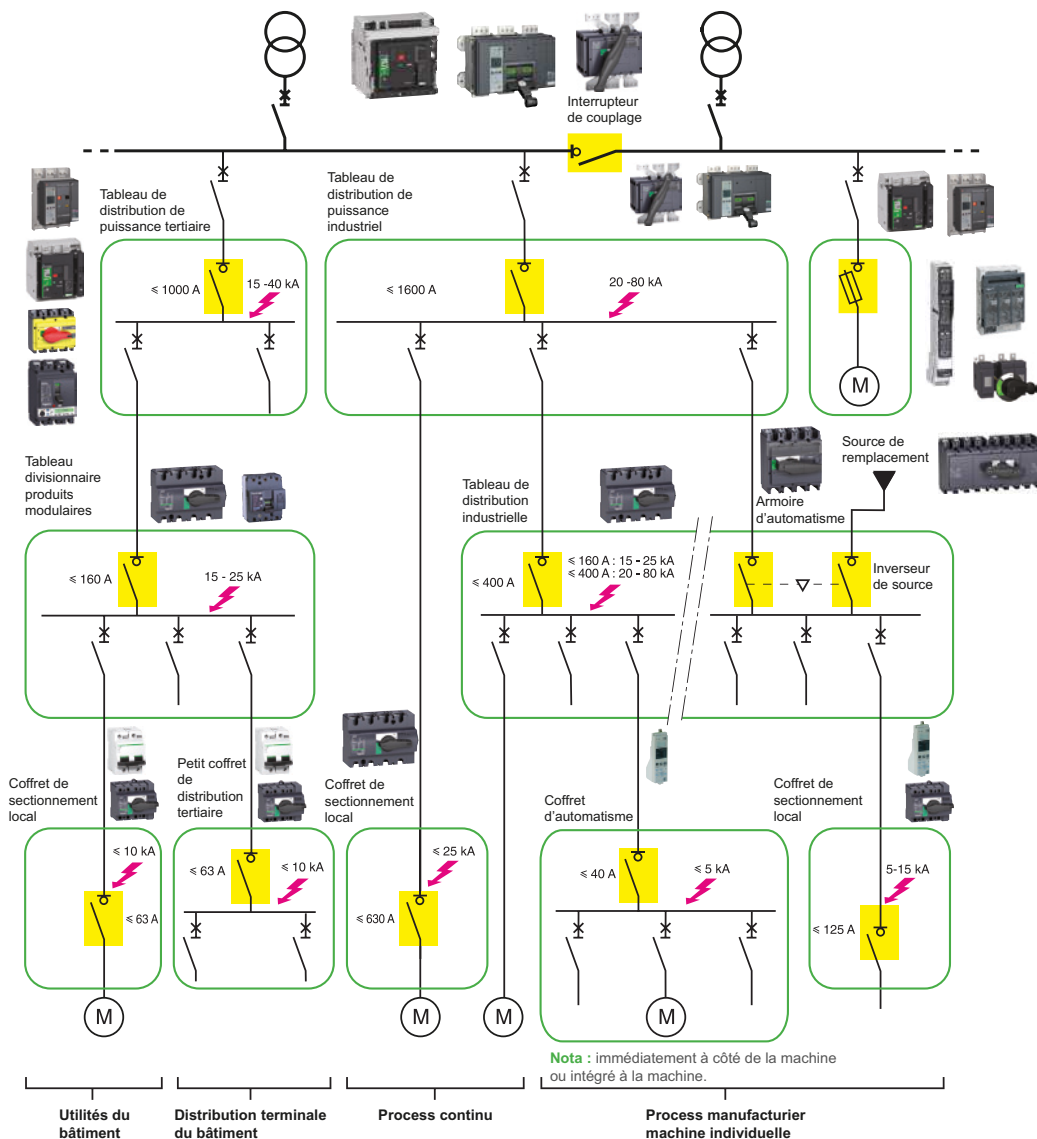 Interrupteur
de couplage
Tableau de
distribution de
puissance tertiaire
Tableau de
distribution de
puissance
industriel
≤ 1000 A
15 -40 kA
≤ 1600 A
20 -80 kA
M
Tableau
divisionnaire
produits
modulaires
Tableau de
distribution
industrielle
Armoire
d'automatisme
Source de
remplacement
≤ 160 A
15 - 25 kA
≤ 400 A
≤ 160 A : 15 - 25 kA
≤ 400 A : 20 - 80 kA
Inverseur
de source
Coffret de
sectionnement
local
Petit coffret
de
distribution
tertiaire
Coffret de
sectionnement
local
Coffret
d'automatisme
Coffret de
sectionnement
local
≤ 10 kA
≤ 63 A
≤ 63 A
≤ 10 kA
≤ 25 kA
≤ 630 A
≤ 40 A
≤ 5 kA
5-15 kA
≤ 125 A
M
M
M
M
Nota : immédiatement à côté de la machine
ou intégré à la machine.
Utilités du
bâtiment
Distribution terminale
du bâtiment
Process continu
Process manufacturier
machine individuelle